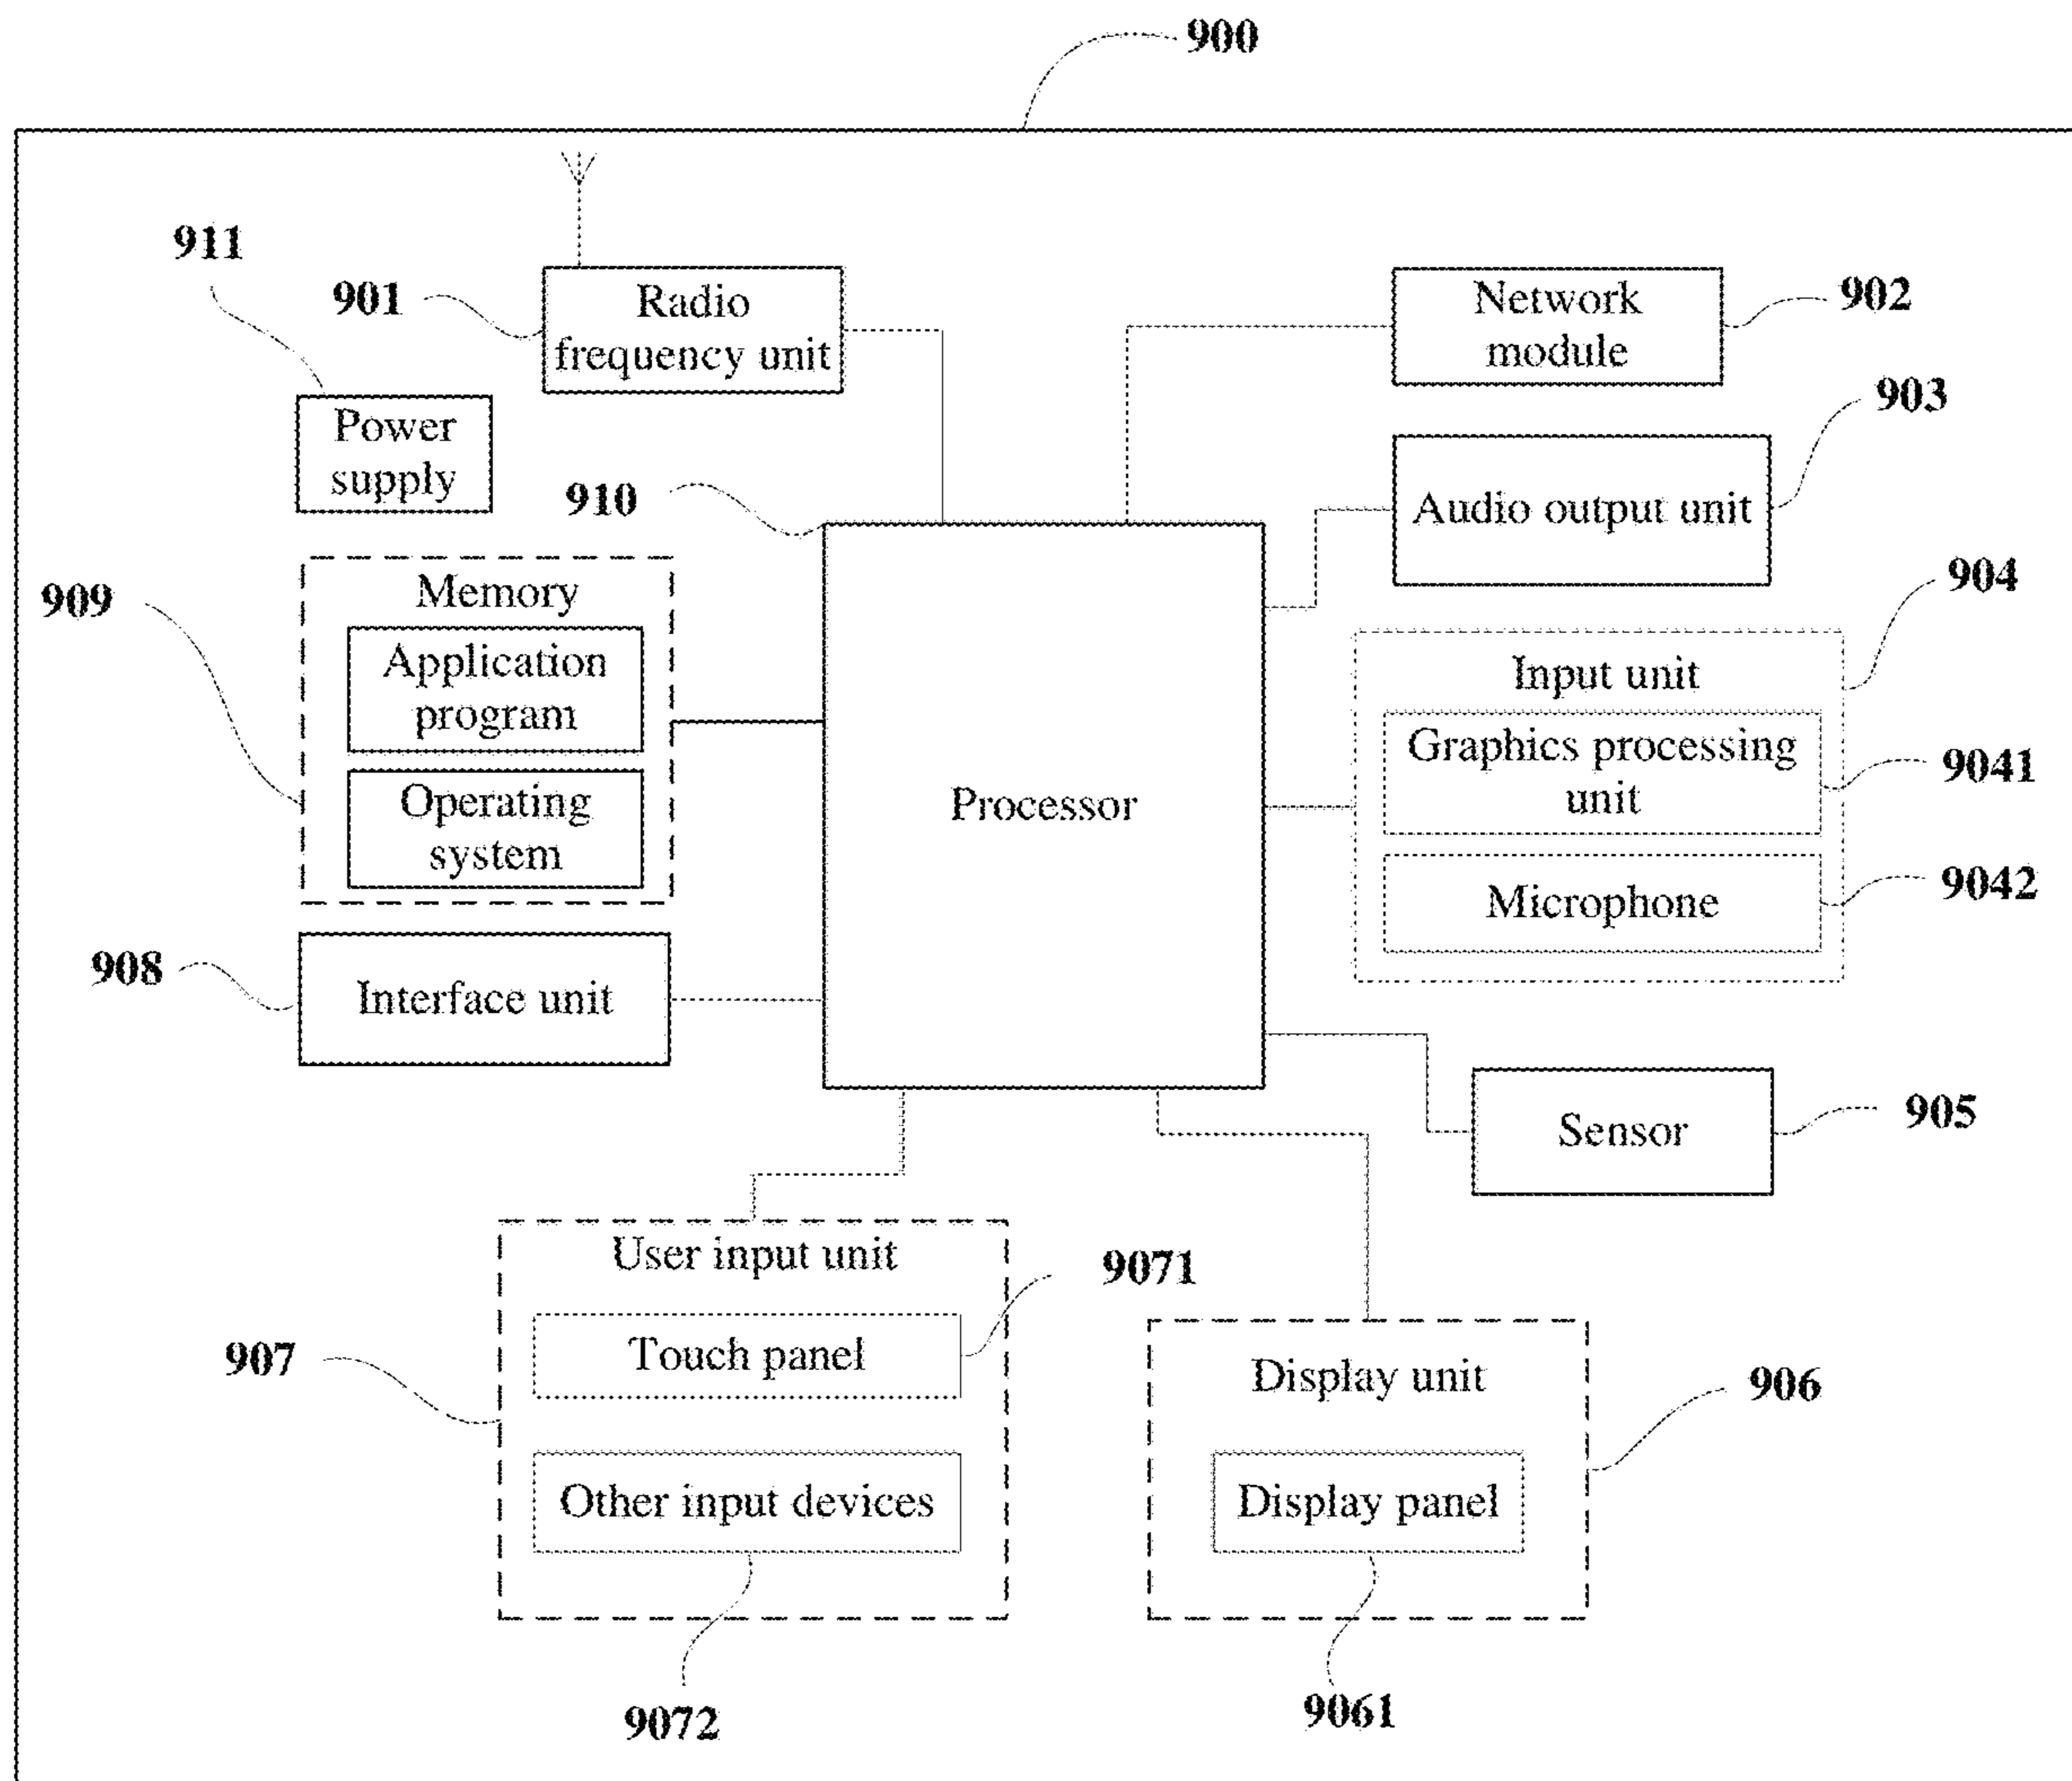 900
911
901
Radio
frequency unit
Network
module
902
Power
supply
903
910
Audio output unit
909
Memory
Application
program
Operating
system
Processor
904
Input unit
Graphics processing
unit
9041
Microphone
9042
908
Interface unit
Sensor
905
User input unit
9071
907
Touch panel
Other input devices
9072
Display unit
906
Display panel
9061